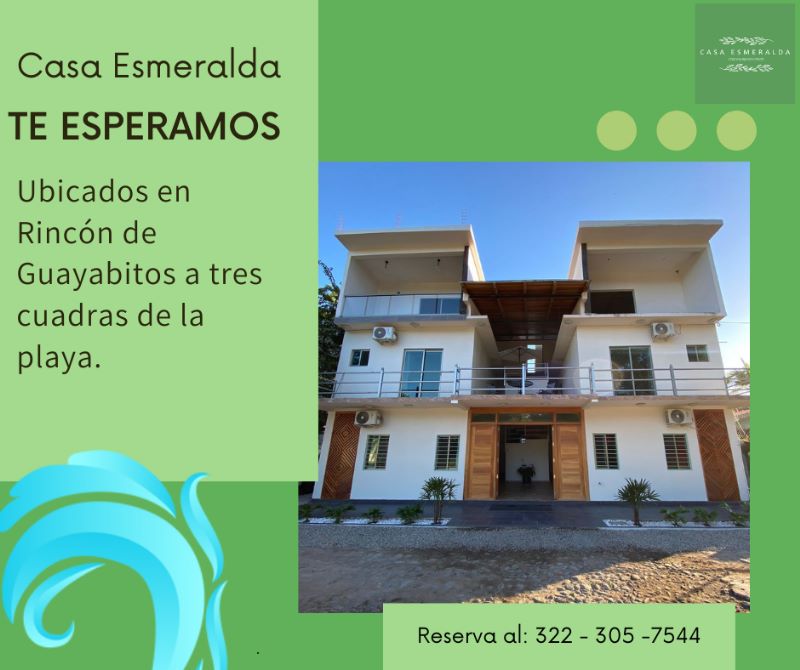 Casa Esmeralda
TE ESPERAMOS
Ubicados en
Rincón de
Guayabitos a tres
cuadras de la
playa.
CASA ESMERALDA
Reserva al: 322 - 305 -7544
.